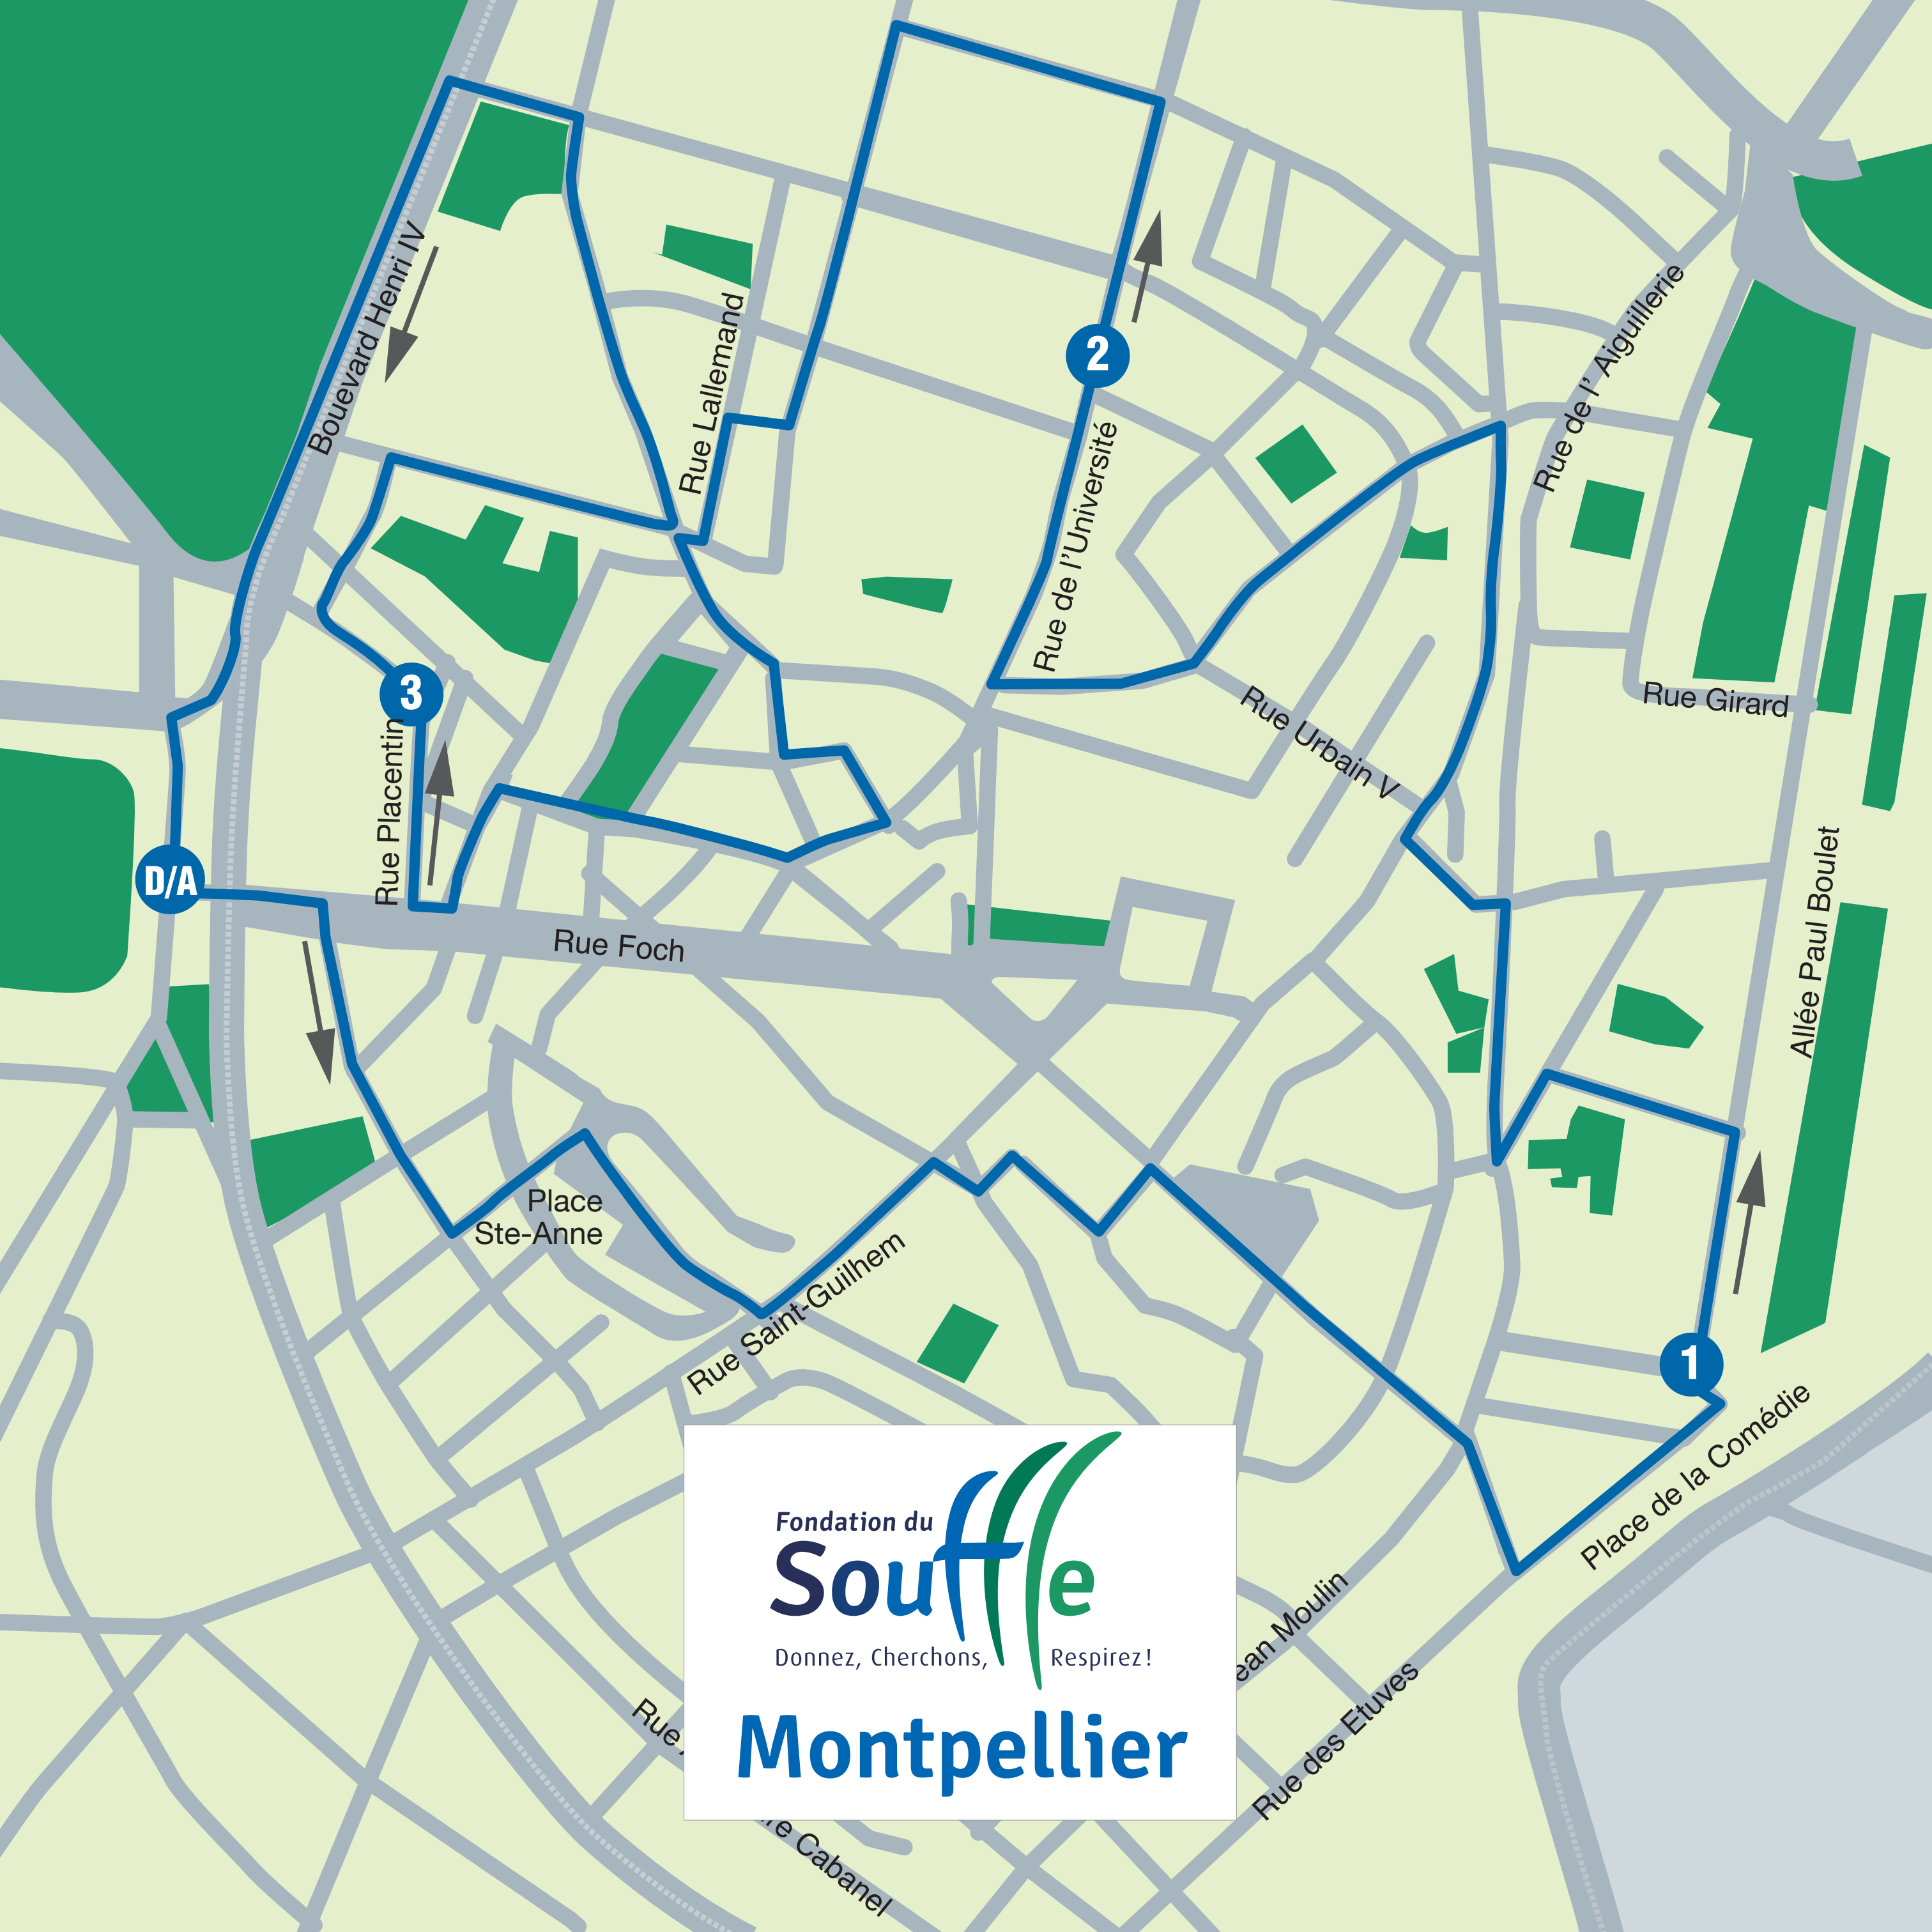 Bouevard Henri IV
Rue Lallemand
2
Rue de l'Université
Rue de l' Aiguillerie
3
Rue Placentin
Rue Urbain V
Rue Girard
D/A
Rue Foch
Allée Paul Boulet
Place
Ste-Anne
Rue Saint-Guilhem
1
Place de la Comédie
Fondation du
Souffle
Donnez, Cherchons, Respirez!
Montpellier
ean Moulin
Rue des Etuves
Rue
re Cabanel